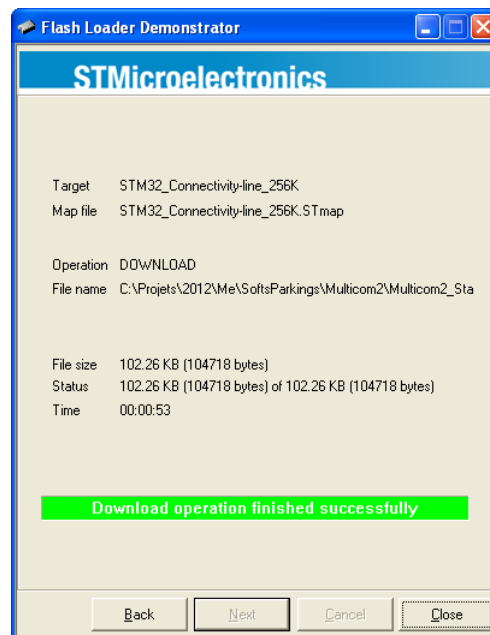 Flash Loader Demonstrator
STMicroelectronics
Target STM32_Connectivity-line_256K
Map file STM32_Connectivity-line_256K.STmap
Operation DOWNLOAD
File name C:\Projets\2012\Me\SoftsParkings\Multicom2\Multicom2_Sta
File size 102.26 KB (104718 bytes)
Status 102.26 KB (104718 bytes) of 102.26 KB (104718 bytes)
Time 00:00:53
Download operation finished successfully
Back Next Cancel Close